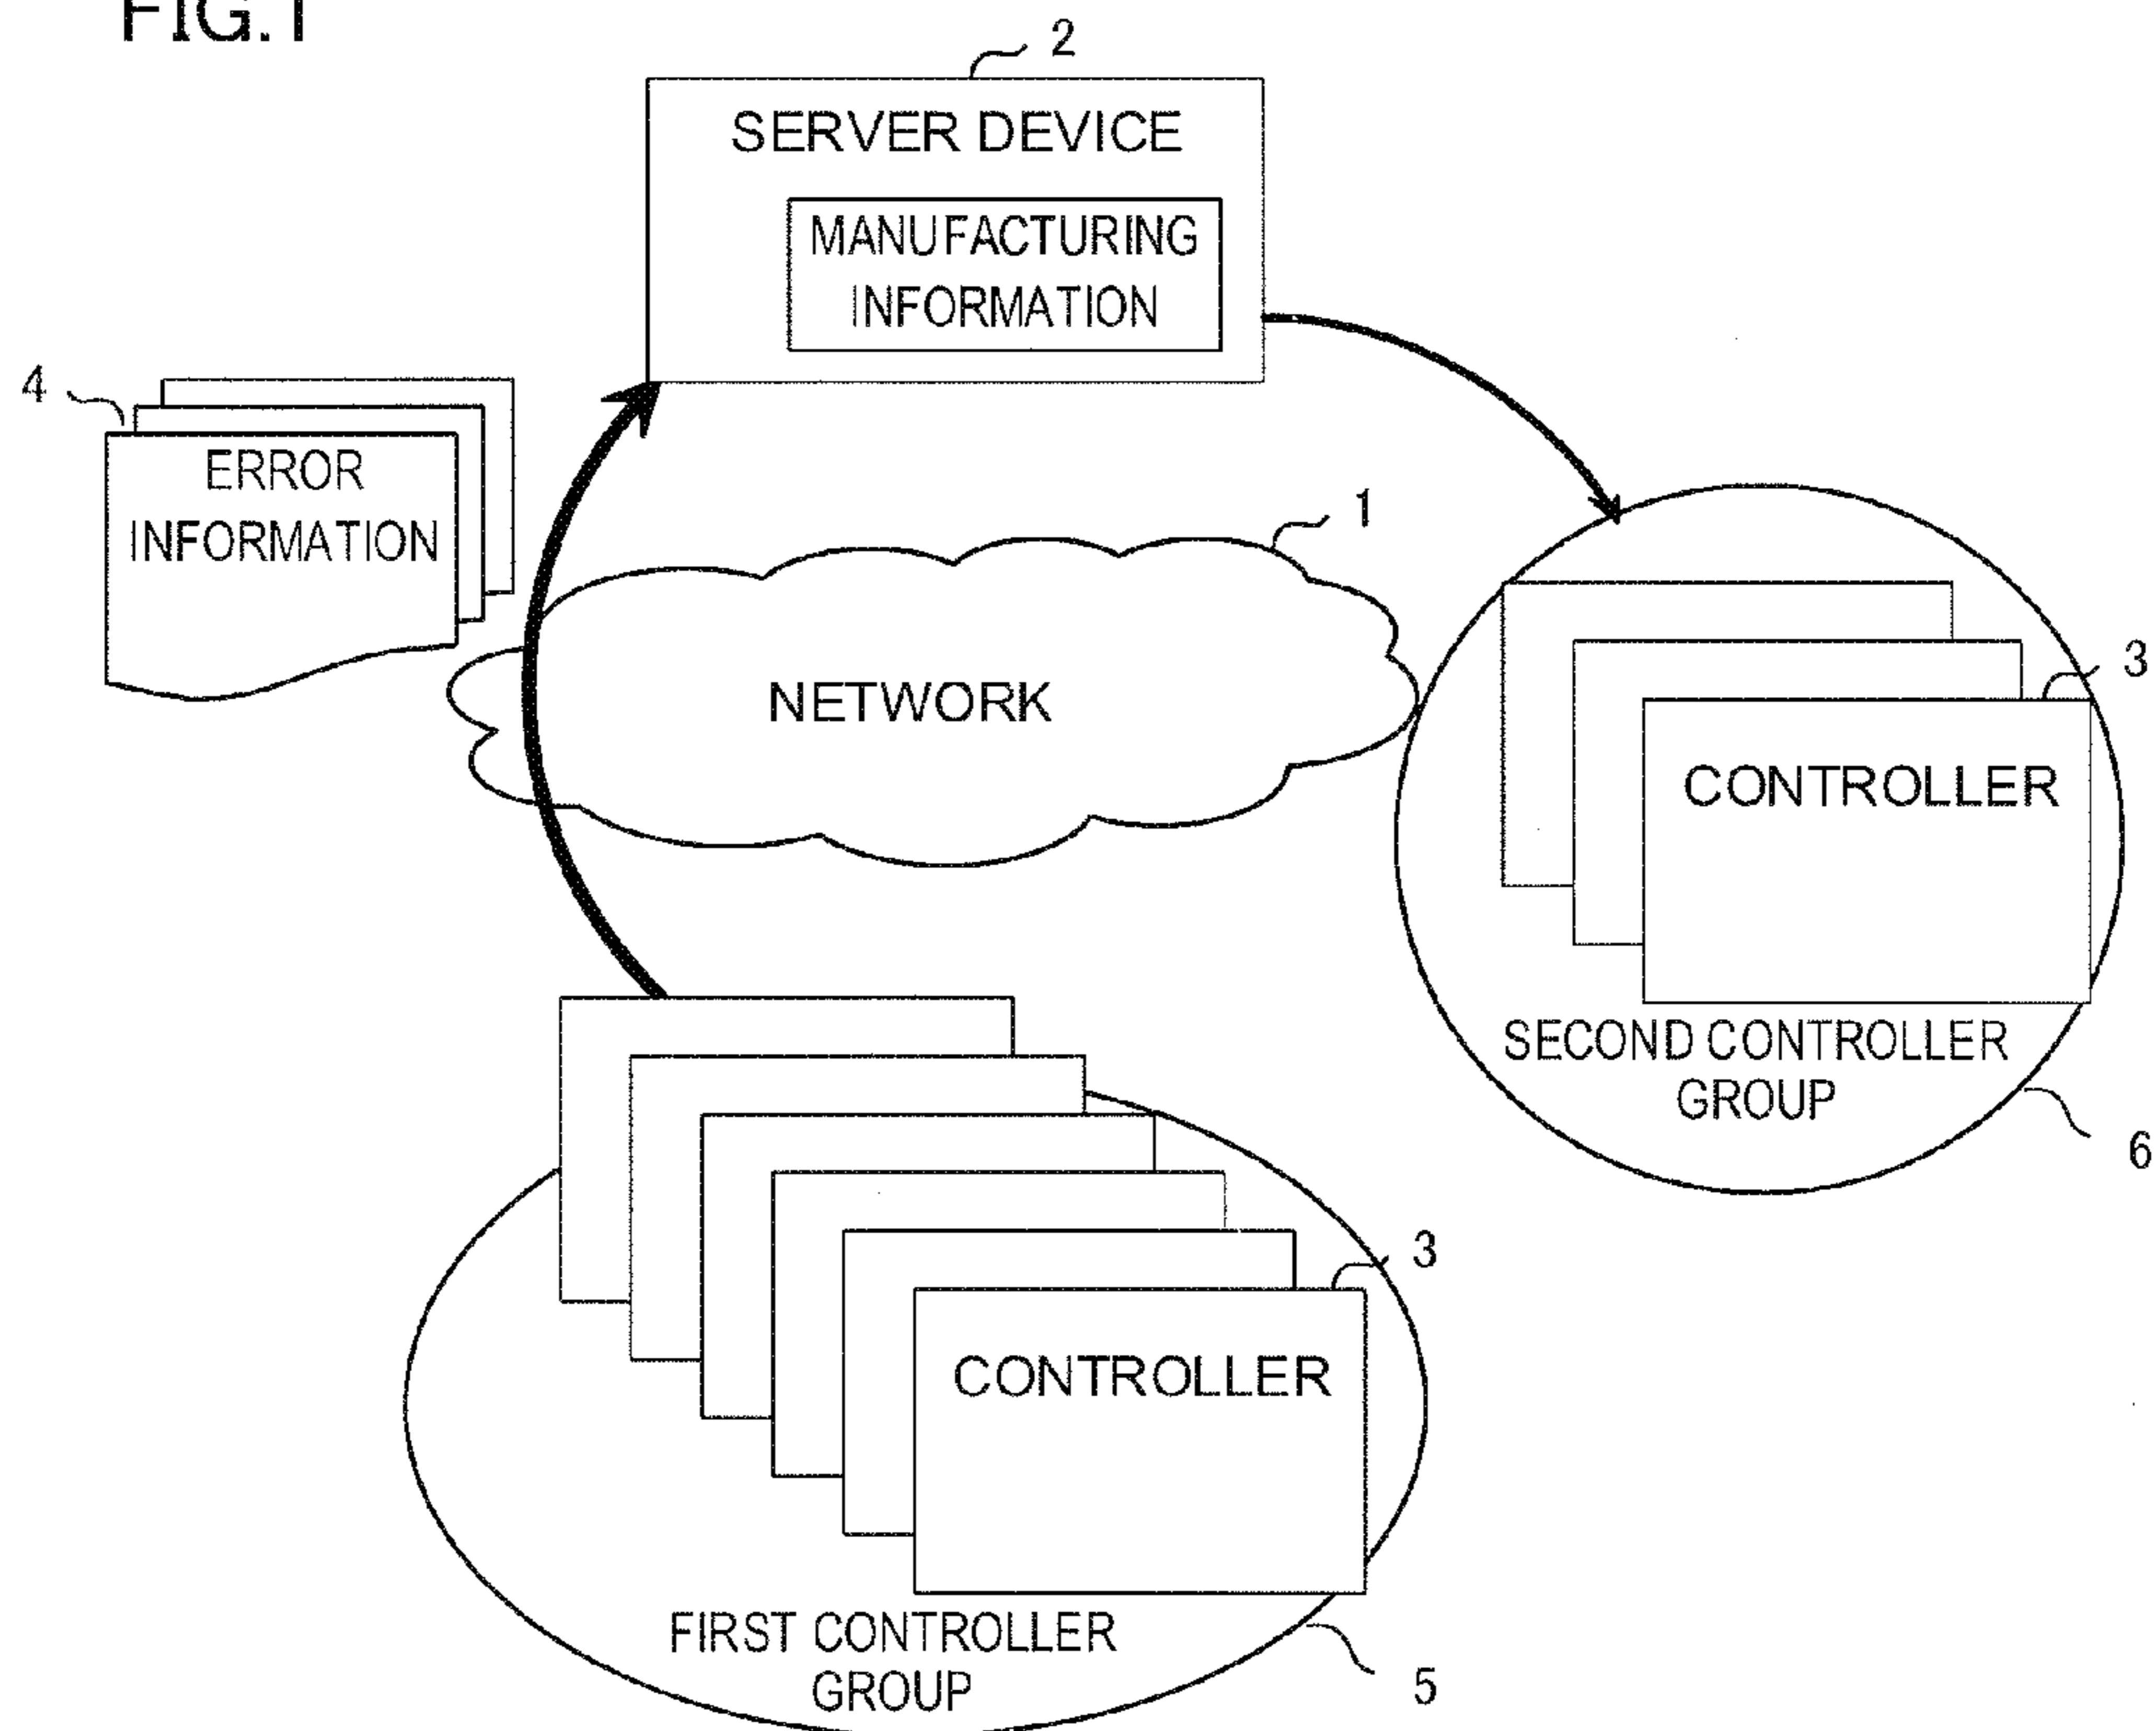 FIG.1
2
SERVER DEVICE
MANUFACTURING
INFORMATION
4
ERROR
INFORMATION
1
NETWORK
3
CONTROLLER
SECOND CONTROLLER
GROUP
6
3
CONTROLLER
FIRST CONTROLLER
GROUP
5